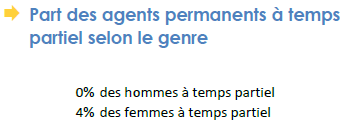 Part des agents permanents à temps
partiel selon le genre
0% des hommes à temps partiel
4% des femmes à temps partiel